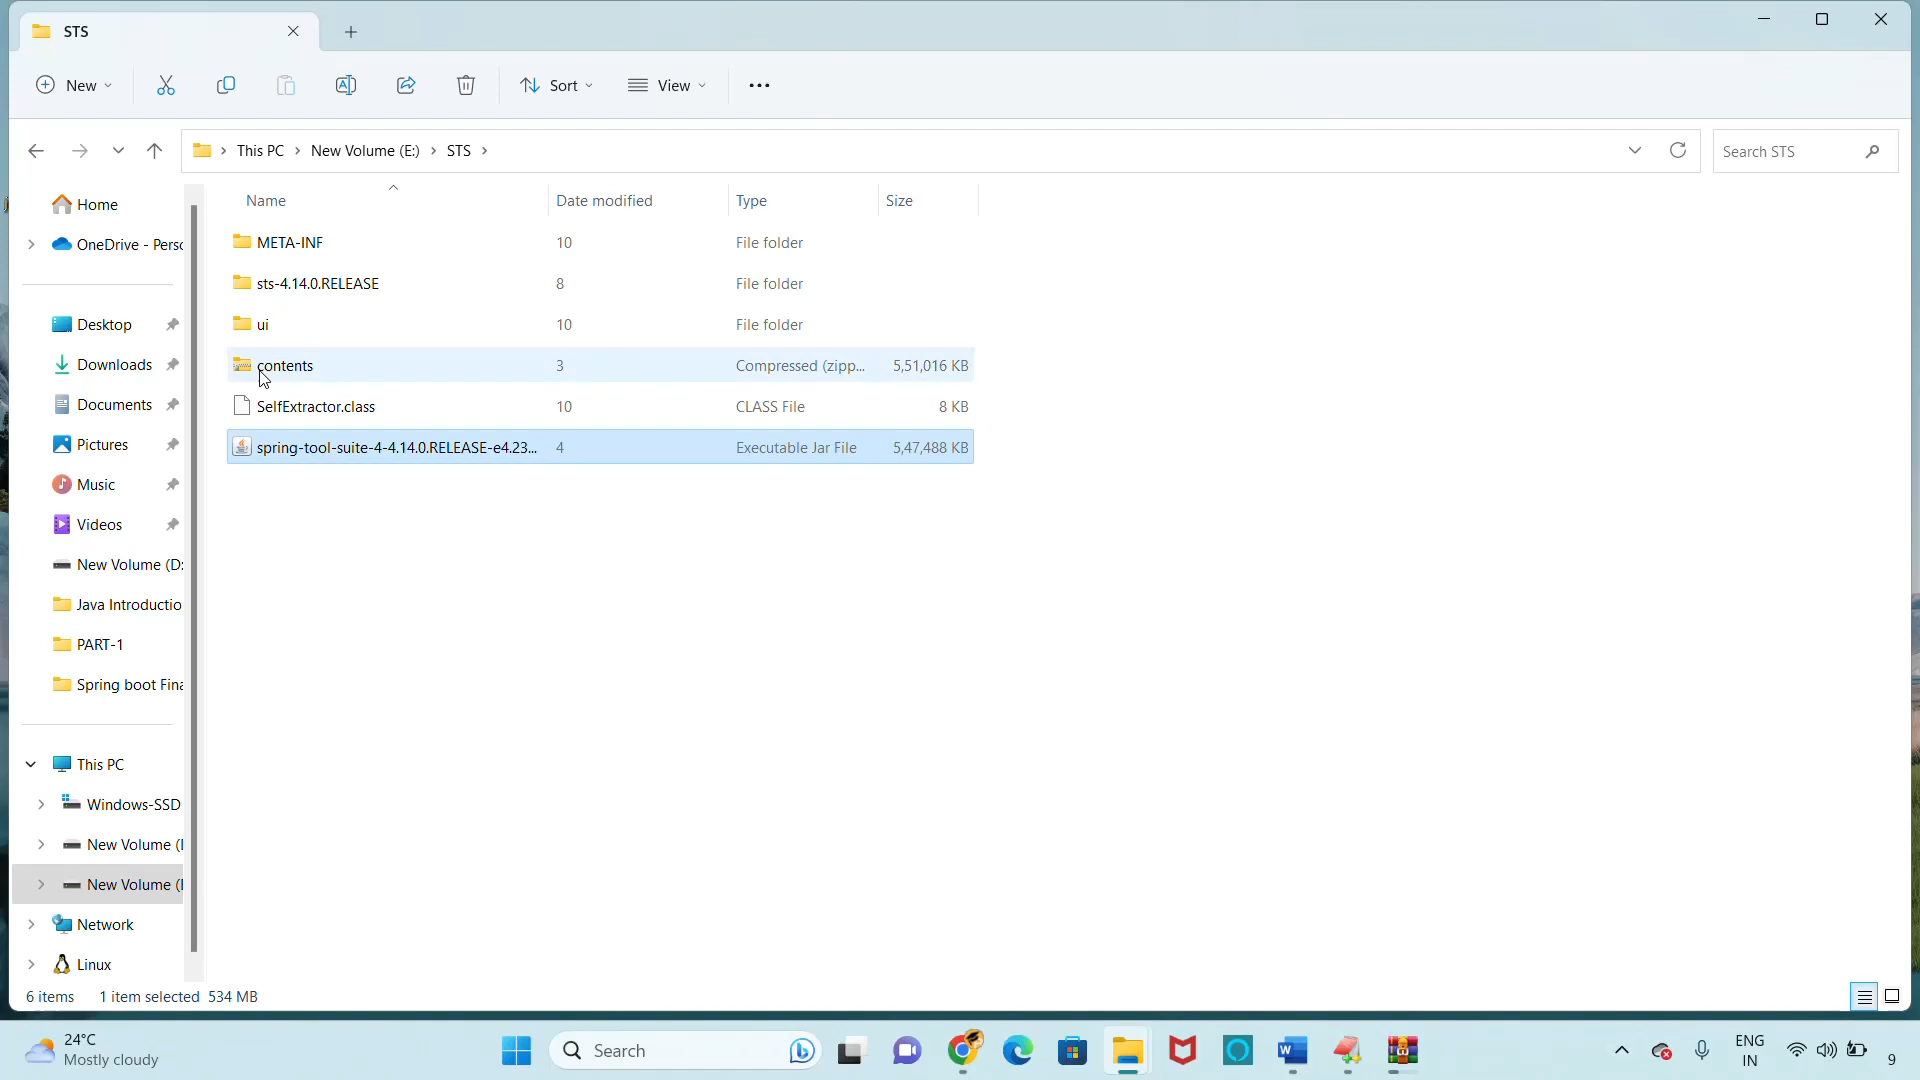 STS
New
Sort
View
This PC
New Volume (E:)
STS
Search STS
Name
Date modified
Type
Size
META-INF
10
File folder
sts-4.14.0.RELEASE
8
File folder
ui
10
File folder
contents
3
Compressed (zipp...
5,51,016 KB
SelfExtractor.class
10
CLASS File
8 KB
spring-tool-suite-4-4.14.0.RELEASE-e4.23...
4
Executable Jar File
5,47,488 KB
Home
OneDrive - Perso
Desktop
Downloads
Documents
Pictures
Music
Videos
New Volume (D:
Java Introductio
PART-1
Spring boot Fina
This PC
Windows-SSD
New Volume (
New Volume (
Network
Linux
6 items
1 item selected 534 MB
24°C
Mostly cloudy
Search
ENG
IN
9